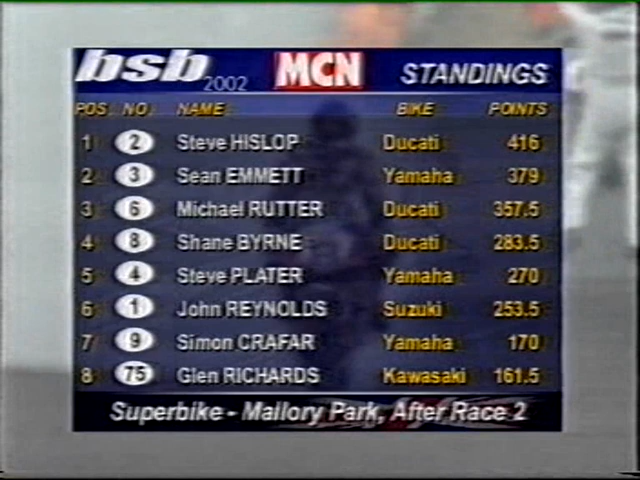 bsb 2002 MCN STANDINGS
POS. NO. NAME BIKE POINTS
1 2 Steve HISLOP Ducati 416
2 3 Sean EMMETT Yamaha 379
3 6 Michael RUTTER Ducati 357.5
4 8 Shane BYRNE Ducati 283.5
5 4 Steve PLATER Yamaha 270
6 1 John REYNOLDS Suzuki 253.5
7 9 Simon CRAFAR Yamaha 170
8 75 Glen RICHARDS Kawasaki 161.5
Superbike - Mallory Park, After Race 2